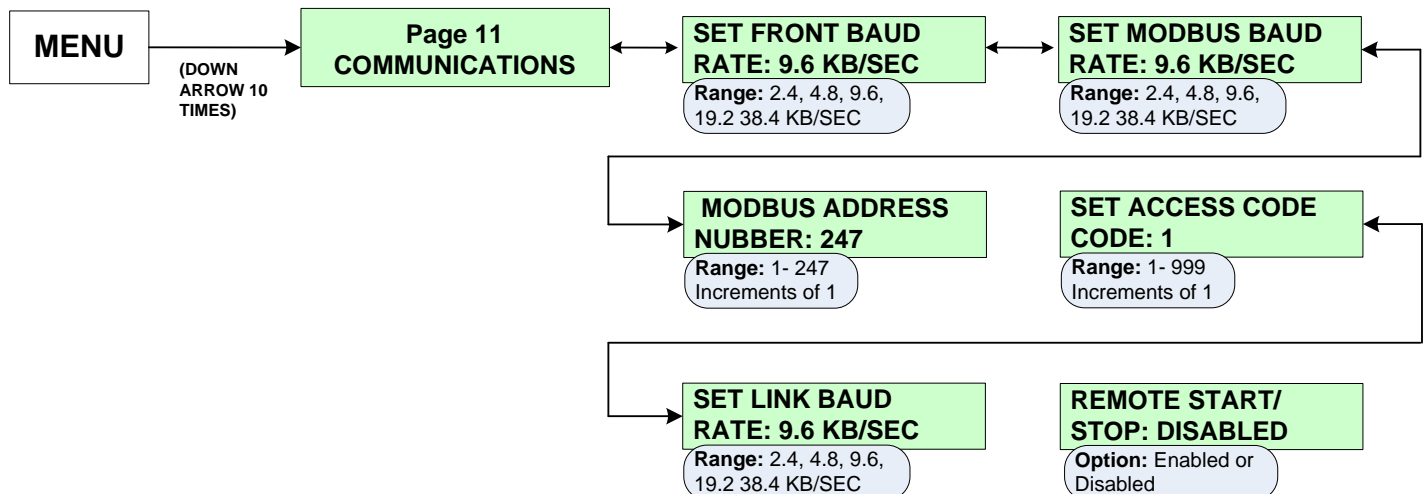 MENU
(DOWN
ARROW 10
TIMES)
Page 11
COMMUNICATIONS
SET FRONT BAUD
RATE: 9.6 KB/SEC
Range: 2.4, 4.8, 9.6,
19.2 38.4 KB/SEC
SET MODBUS BAUD
RATE: 9.6 KB/SEC
Range: 2.4, 4.8, 9.6,
19.2 38.4 KB/SEC
MODBUS ADDRESS
NUBBER: 247
Range: 1- 247
Increments of 1
SET ACCESS CODE
CODE: 1
Range: 1- 999
Increments of 1
SET LINK BAUD
RATE: 9.6 KB/SEC
Range: 2.4, 4.8, 9.6,
19.2 38.4 KB/SEC
REMOTE START/
STOP: DISABLED
Option: Enabled or
Disabled